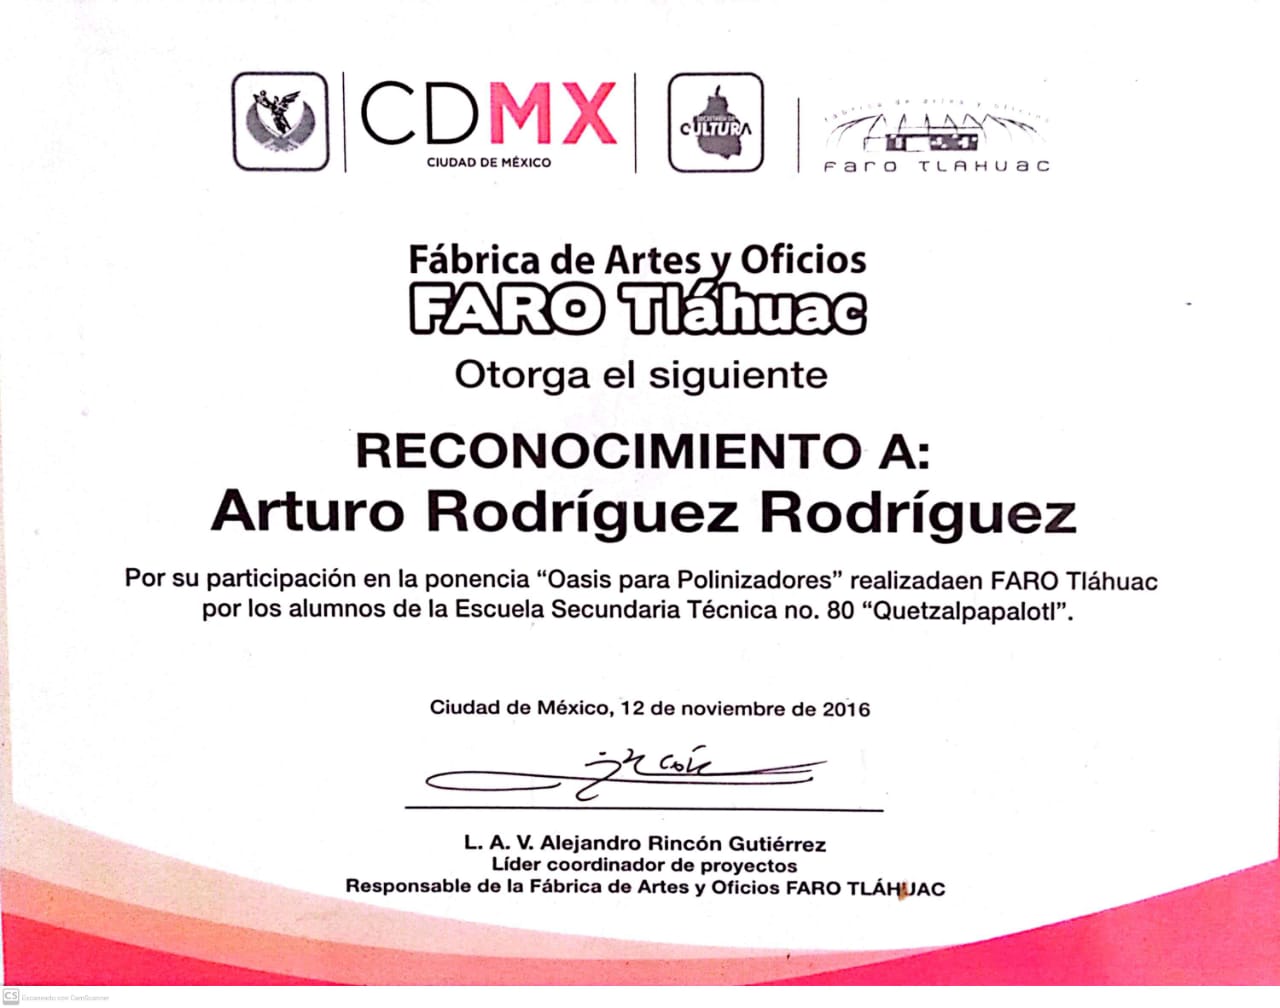 CDMX
CIUDAD DE MÉXICO
SECRETARÍA DE
CULTURA
fábrica de artes y oficios
Faro TLAHUAC
Fábrica de Artes y Oficios
FARO Tláhuac
Otorga el siguiente
RECONOCIMIENTO A:
Arturo Rodríguez Rodríguez
Por su participación en la ponencia “Oasis para Polinizadores” realizadaen FARO Tláhuac
por los alumnos de la Escuela Secundaria Técnica no. 80 “Quetzalpapalotl”.
Ciudad de México, 12 de noviembre de 2016
L. A. V. Alejandro Rincón Gutiérrez
Líder coordinador de proyectos
Responsable de la Fábrica de Artes y Oficios FARO TLÁHUAC
CS Escaneado con CamScanner